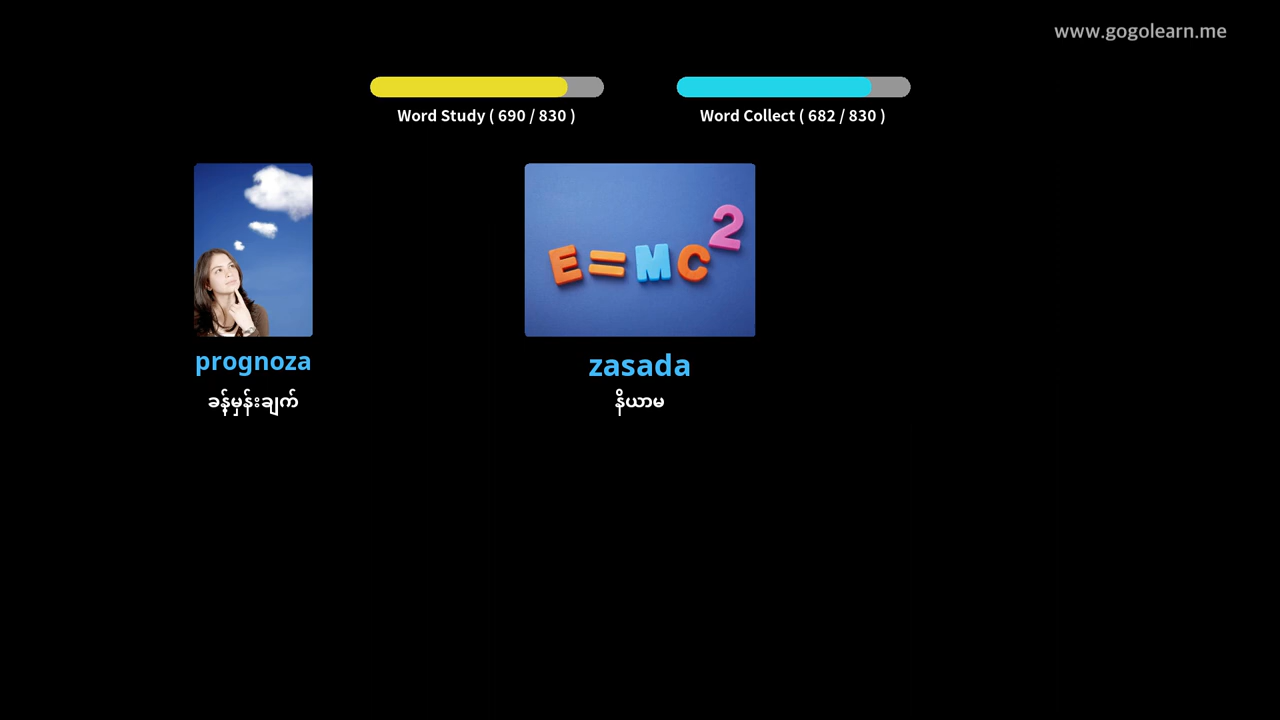 www.gogolearn.me
Word Study ( 690 / 830 )
Word Collect ( 682 / 830 )
E=MC2
prognoza
zasada
ခန့်မှန်းချက်
နိယာမ